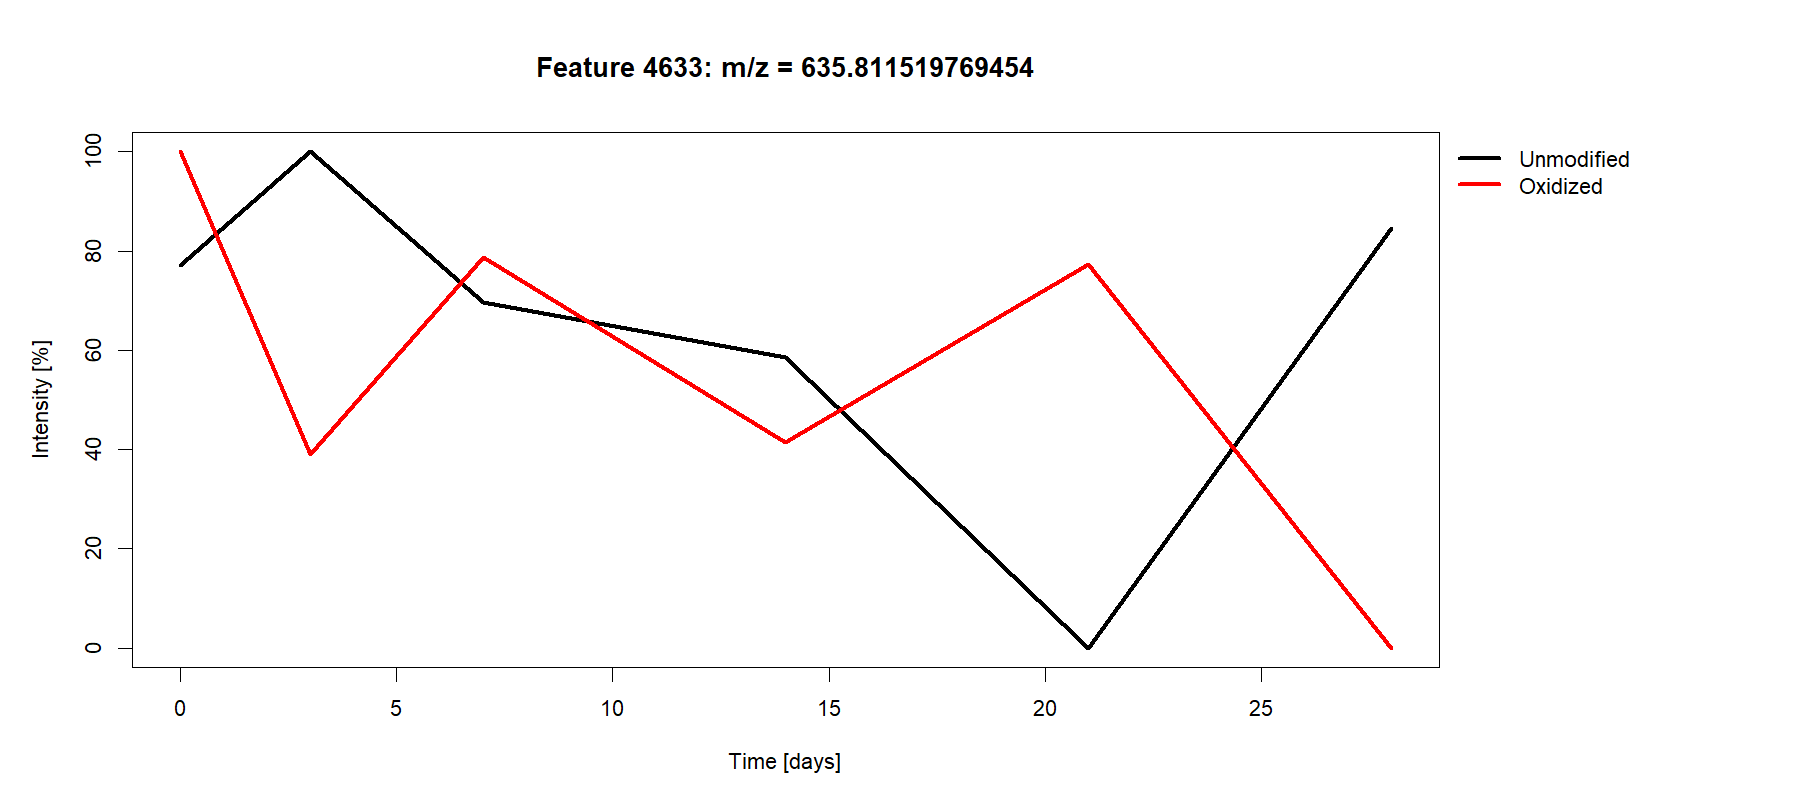 Feature 4633: m/z = 635.811519769454
Unmodified
Oxidized
Intensity [%]
100
80
60
40
20
0
0 5 10 15 20 25
Time [days]